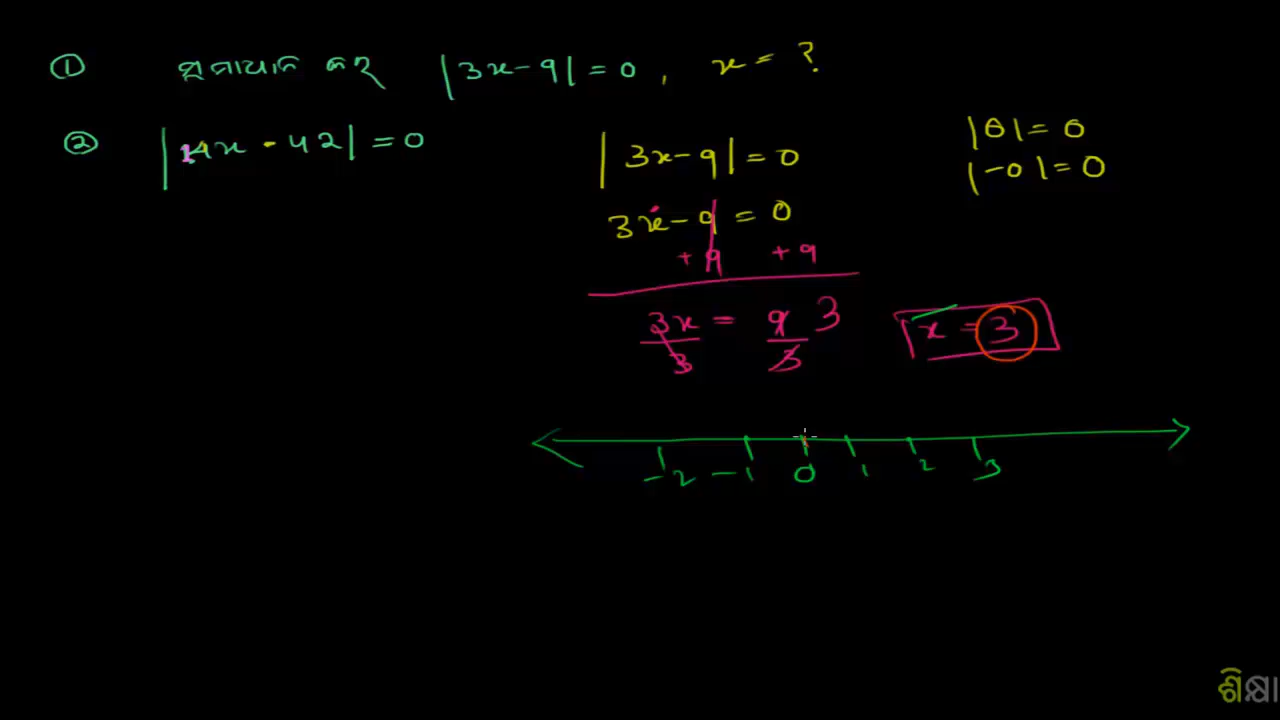 ① ସମାଧାନ କର |3x-9|=0, x = ?
② |14x - 42| = 0
|3x-9| = 0
3x-9 = 0
+9 +9
3x/3 = 9/3 3
x = 3
|0| = 0
|-0| = 0
-2 -1 0 1 2 3
ଶିକ୍ଷା